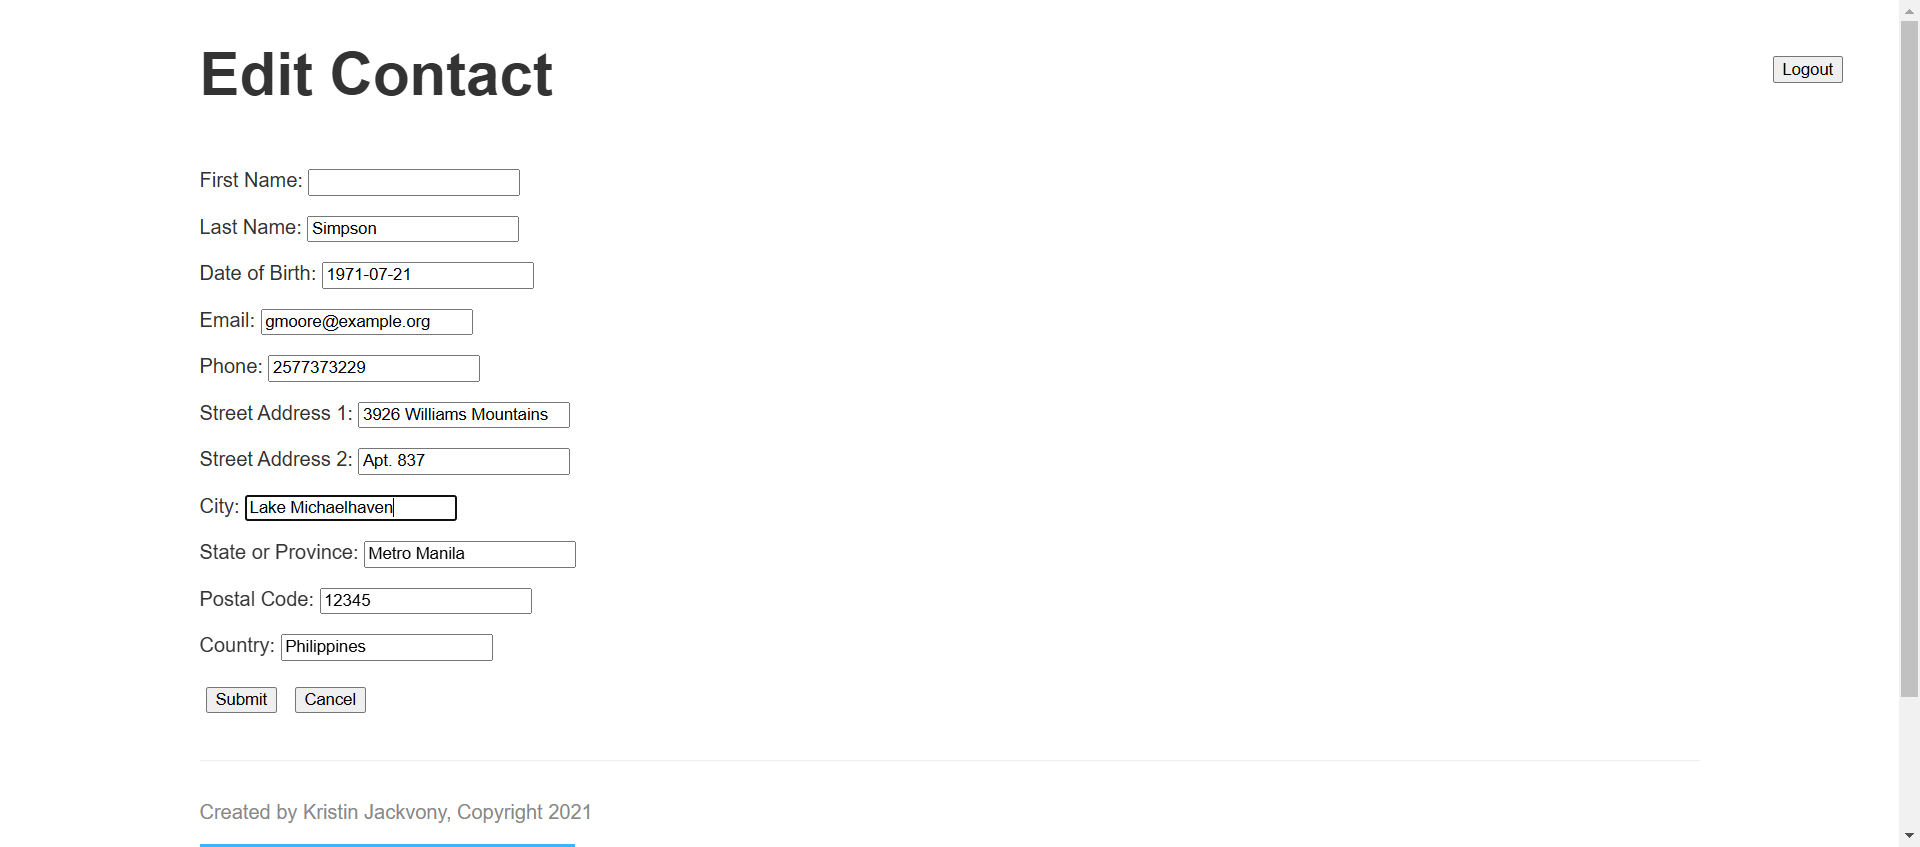 Edit Contact
Logout
First Name:
Last Name: Simpson
Date of Birth: 1971-07-21
Email: gmoore@example.org
Phone: 2577373229
Street Address 1: 3926 Williams Mountains
Street Address 2: Apt. 837
City: Lake Michaelhaven
State or Province: Metro Manila
Postal Code: 12345
Country: Philippines
Submit Cancel
Created by Kristin Jackvony, Copyright 2021